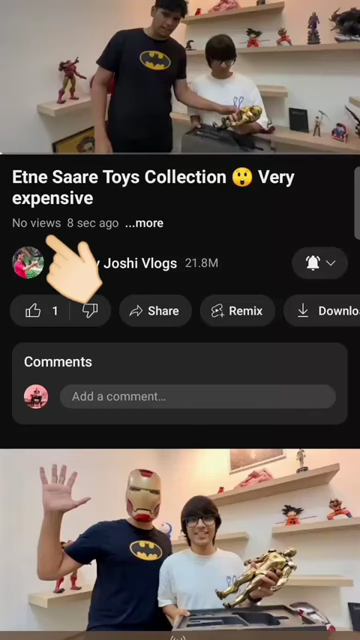 Etne Saare Toys Collection 😲 Very
expensive
No views 8 sec ago ...more
y Joshi Vlogs 21.8M
1 Share Remix Downlo
Comments
Add a comment...